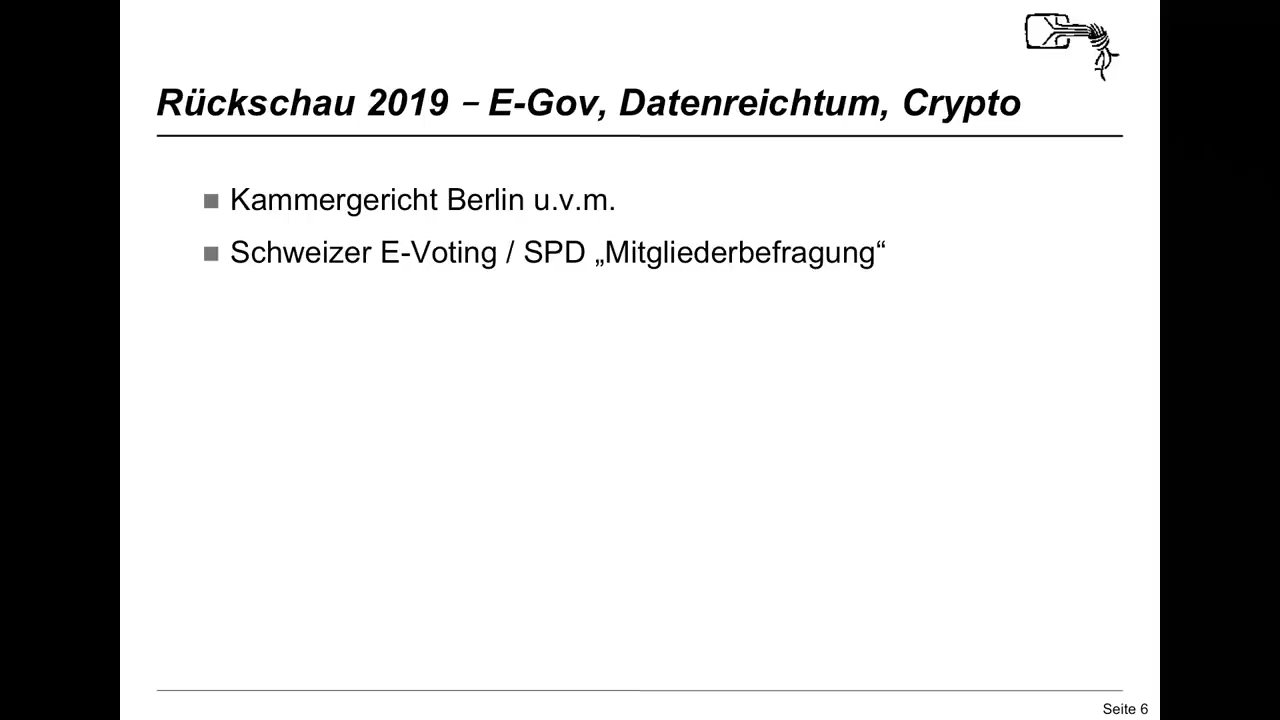 Rückschau 2019 – E-Gov, Datenreichtum, Crypto
Kammergericht Berlin u.v.m.
Schweizer E-Voting / SPD „Mitgliederbefragung“
Seite 6